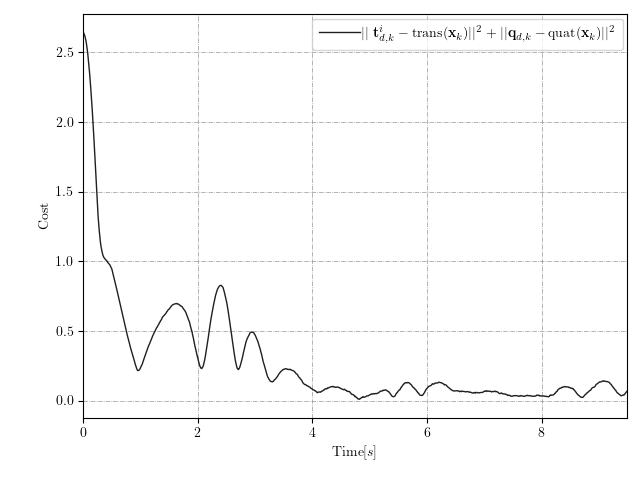 || t^i_{d,k} − trans(x_k)||² + ||q_{d,k} − quat(x_k)||²
2.5
2.0
1.5
1.0
0.5
0.0
Cost
0 2 4 6 8
Time[s]